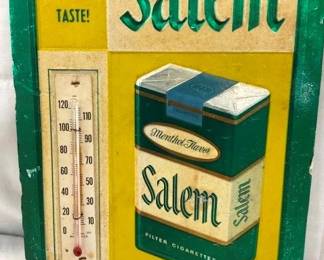 Salem
TASTE!
120
110
100
90
80
70
60
50
40
30
20
10
0
Menthol Flavor
Salem
Salem
FILTER CIGARETTES